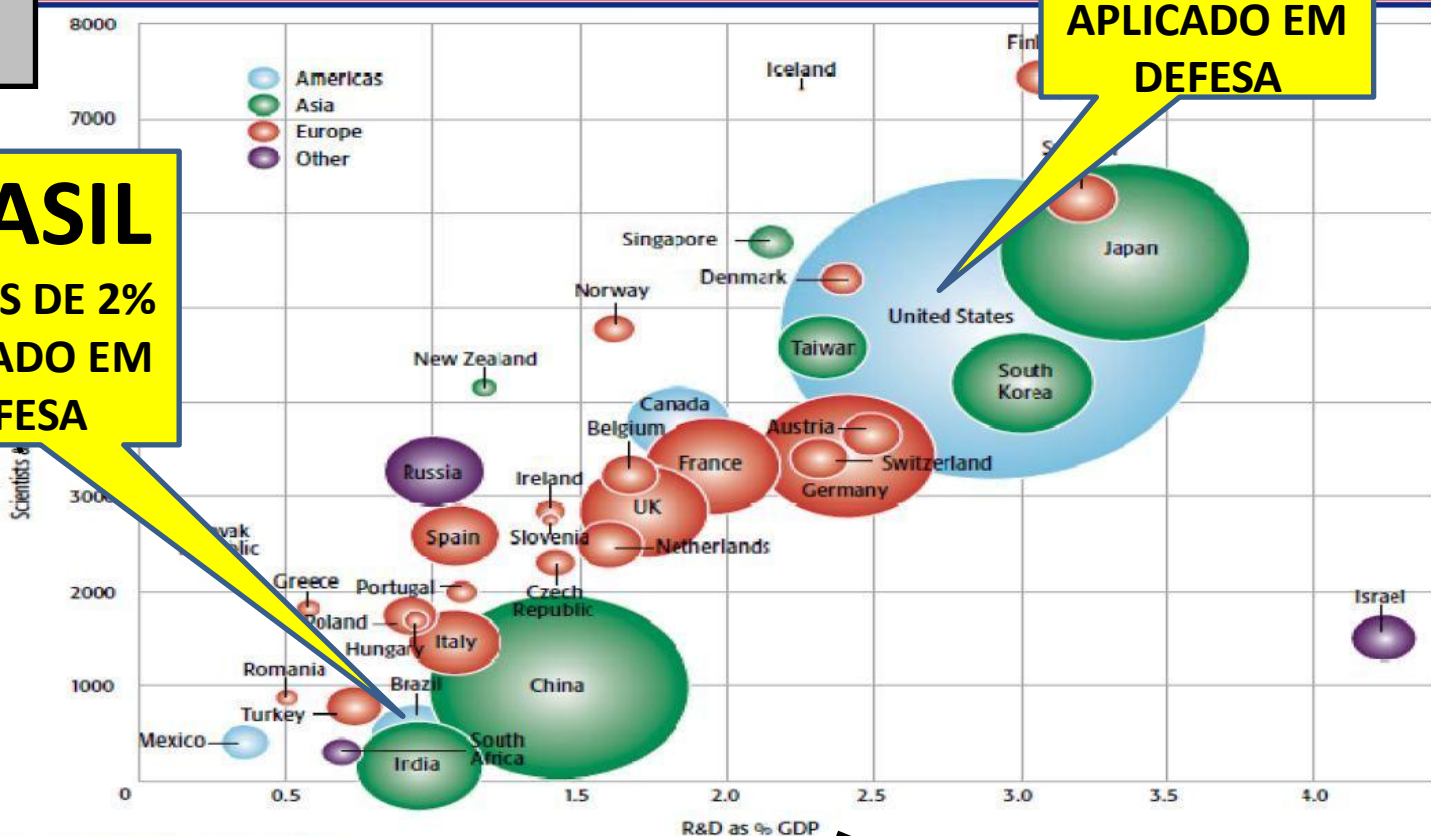 APLICADO EM
DEFESA
8000
7000
3000
2000
1000
0
Americas
Asia
Europe
Other
Iceland
Singapore
Denmark
Norway
New Zealand
Japan
United States
Taiwan
South
Korea
Canada
Belgium
Austria
France
Switzerland
Germany
Russia
Ireland
UK
Spain
Slovenia
Netherlands
Greece
Portugal
Czech
Republic
Israel
Poland
Hungary
Italy
Romania
Brazil
China
Turkey
Mexico
South
Africa
India
DE 2%
EM
Scientists
0.5
1.5
2.0
2.5
3.0
3.5
4.0
R&D as % GDP